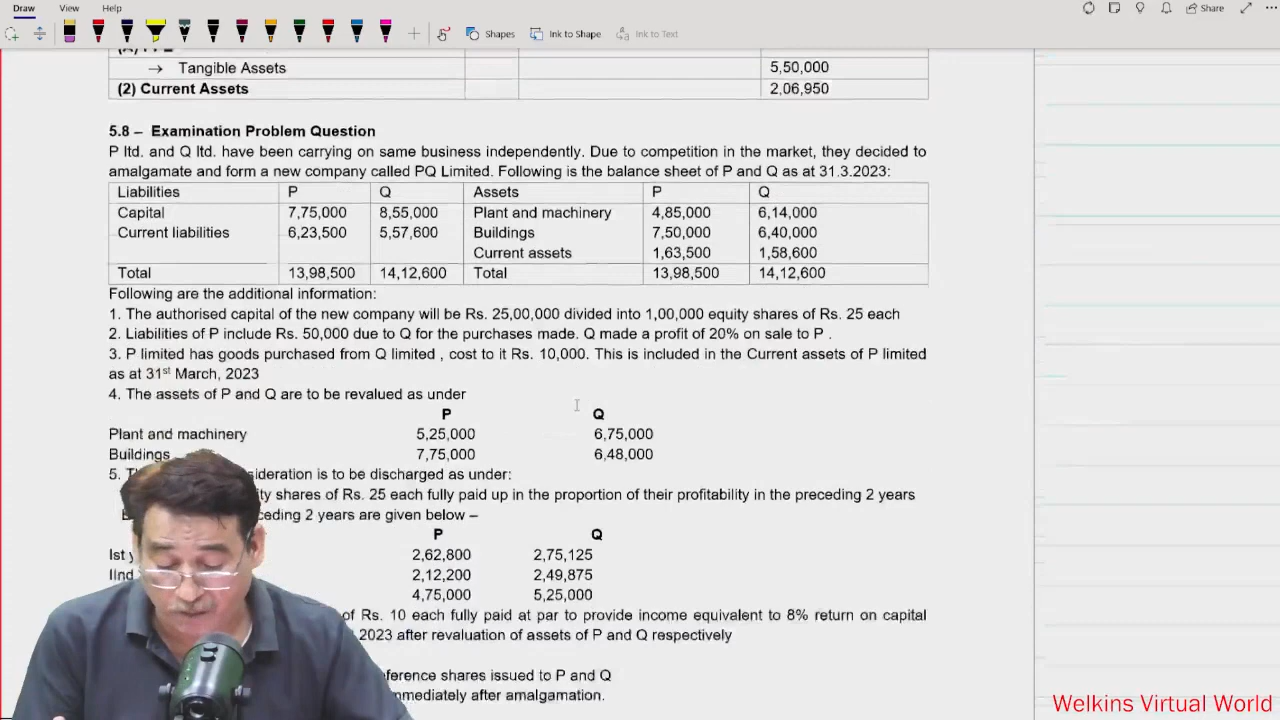 Draw View Help
Share
Shapes Ink to Shape Ink to Text
→ Tangible Assets 5,50,000
(2) Current Assets 2,06,950
5.8 – Examination Problem Question
P ltd. and Q ltd. have been carrying on same business independently. Due to competition in the market, they decided to
amalgamate and form a new company called PQ Limited. Following is the balance sheet of P and Q as at 31.3.2023:
Liabilities P Q Assets P Q
Capital 7,75,000 8,55,000 Plant and machinery 4,85,000 6,14,000
Current liabilities 6,23,500 5,57,600 Buildings 7,50,000 6,40,000
Current assets 1,63,500 1,58,600
Total 13,98,500 14,12,600 Total 13,98,500 14,12,600
Following are the additional information:
1. The authorised capital of the new company will be Rs. 25,00,000 divided into 1,00,000 equity shares of Rs. 25 each
2. Liabilities of P include Rs. 50,000 due to Q for the purchases made. Q made a profit of 20% on sale to P .
3. P limited has goods purchased from Q limited , cost to it Rs. 10,000. This is included in the Current assets of P limited
as at 31st March, 2023
4. The assets of P and Q are to be revalued as under
P Q
Plant and machinery 5,25,000 6,75,000
Buildings 7,75,000 6,48,000
5. is to be discharged as under:
shares of Rs. 25 each fully paid up in the proportion of their profitability in the preceding 2 years
2 years are given below –
P Q
Ist 2,62,800 2,75,125
IInd 2,12,200 2,49,875
4,75,000 5,25,000
of Rs. 10 each fully paid at par to provide income equivalent to 8% return on capital
2023 after revaluation of assets of P and Q respectively
shares issued to P and Q
after amalgamation.
Welkins Virtual World